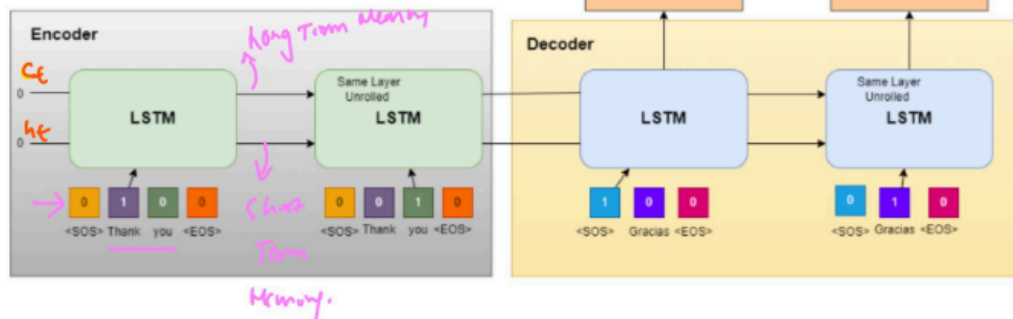 Encoder
Long Term Memory
Decoder
Ct
0
LSTM
Same Layer
Unrolled
LSTM
LSTM
Same Layer
Unrolled
LSTM
ht
0
0 1 0 0
<SOS> Thank you <EOS>
0 0 1 0
<SOS> Thank you <EOS>
1 0 0
<SOS> Gracias <EOS>
0 1 0
<SOS> Gracias <EOS>
Short
Term
Memory.